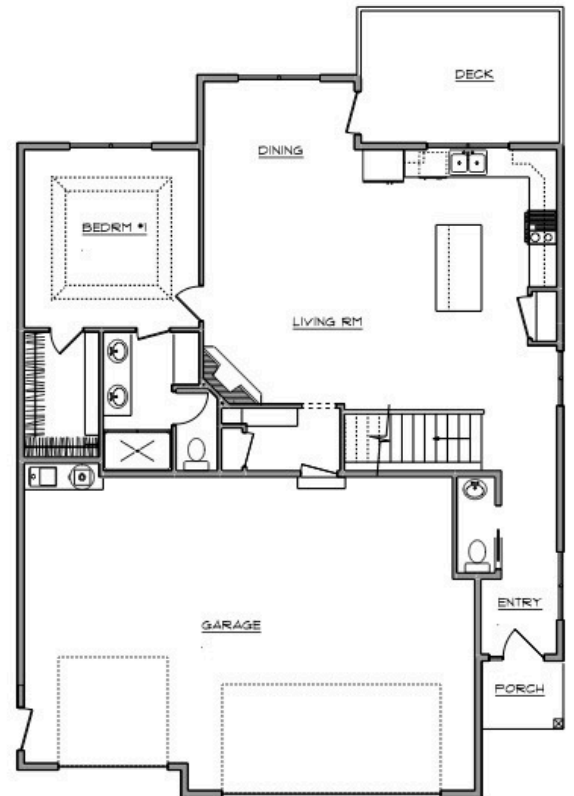 DECK
DINING
BEDRM #1
LIVING RM
ENTRY
GARAGE
PORCH